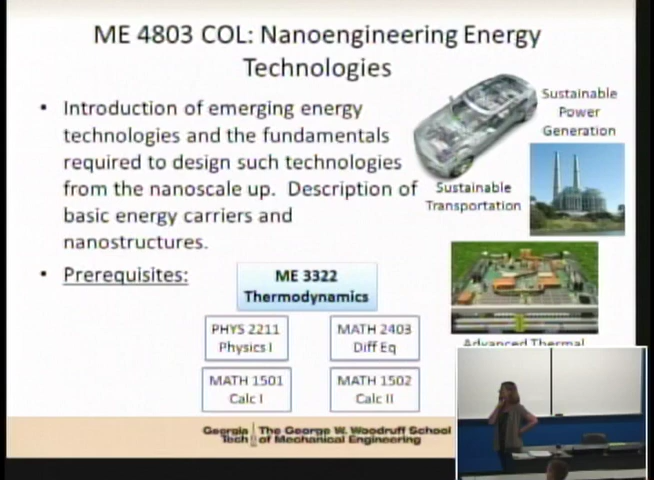 ME 4803 COL: Nanoengineering Energy
Technologies
• Introduction of emerging energy
technologies and the fundamentals
required to design such technologies
from the nanoscale up. Description of
basic energy carriers and
nanostructures.
Sustainable
Power
Generation
Sustainable
Transportation
Advanced Thermal
• Prerequisites:
ME 3322
Thermodynamics
PHYS 2211
Physics I
MATH 2403
Diff Eq
MATH 1501
Calc I
MATH 1502
Calc II
Georgia
Tech
The George W. Woodruff School
of Mechanical Engineering